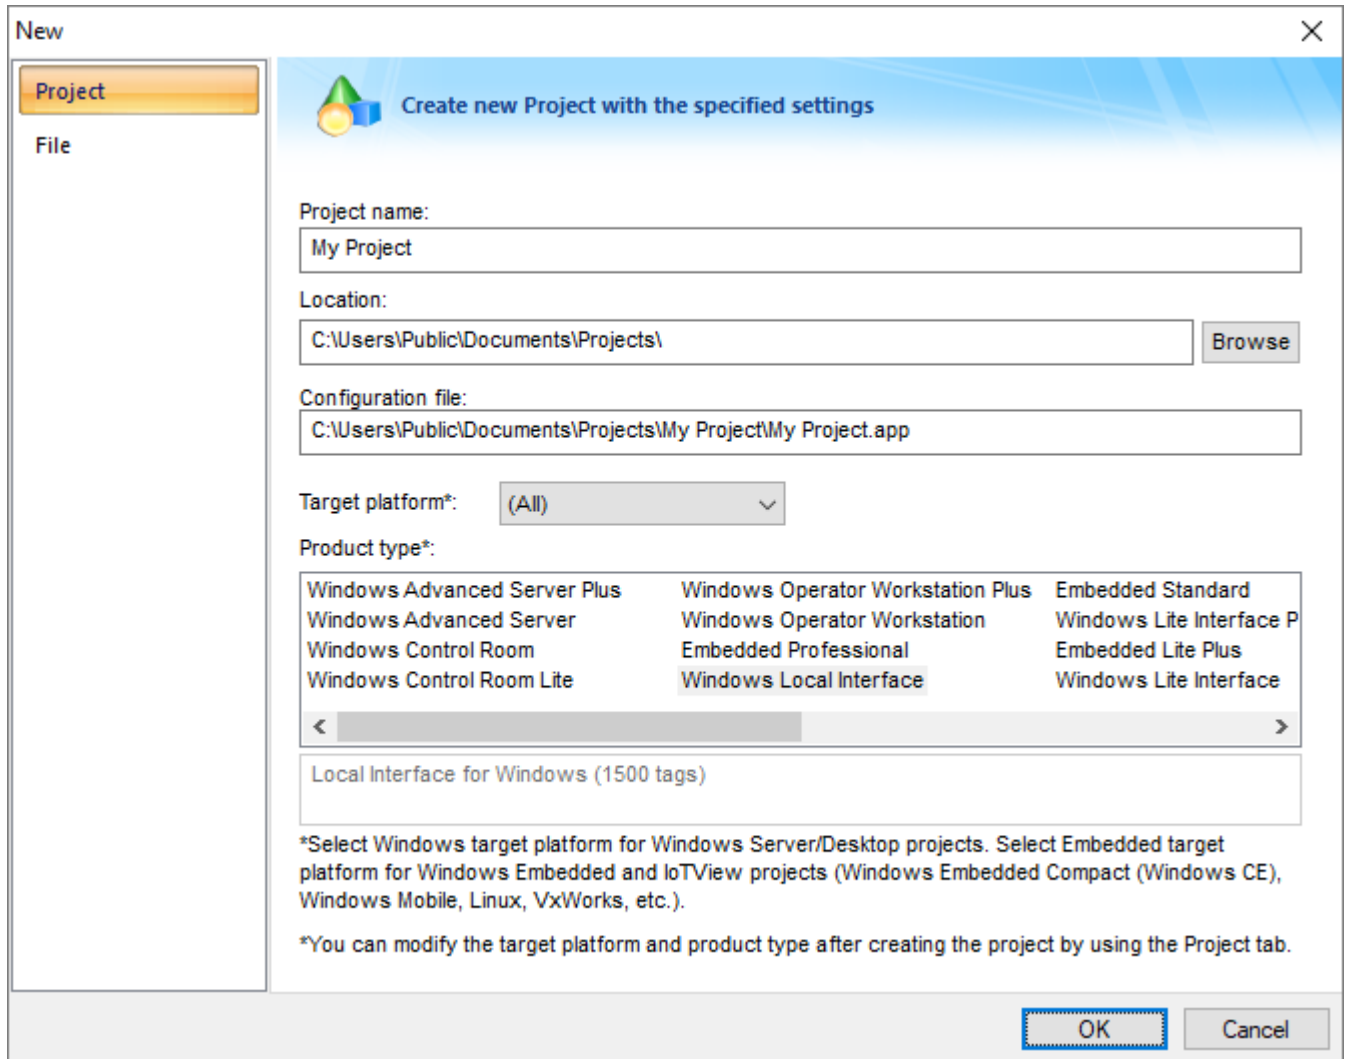 New
Project
File
Create new Project with the specified settings
Project name:
My Project
Location:
C:\Users\Public\Documents\Projects\
Browse
Configuration file:
C:\Users\Public\Documents\Projects\My Project\My Project.app
Target platform*:
(All)
Product type*:
Windows Advanced Server Plus
Windows Advanced Server
Windows Control Room
Windows Control Room Lite
Windows Operator Workstation Plus
Windows Operator Workstation
Embedded Professional
Windows Local Interface
Embedded Standard
Windows Lite Interface P
Embedded Lite Plus
Windows Lite Interface
Local Interface for Windows (1500 tags)
*Select Windows target platform for Windows Server/Desktop projects. Select Embedded target
platform for Windows Embedded and IoTView projects (Windows Embedded Compact (Windows CE),
Windows Mobile, Linux, VxWorks, etc.).
*You can modify the target platform and product type after creating the project by using the Project tab.
OK
Cancel